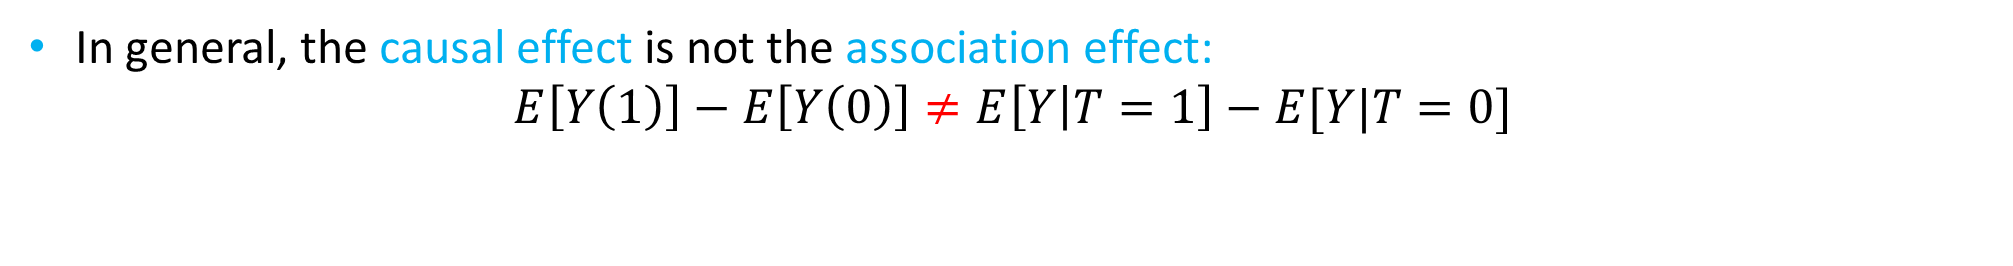 • In general, the causal effect is not the association effect:
E[Y(1)] − E[Y(0)] ≠ E[Y|T = 1] − E[Y|T = 0]